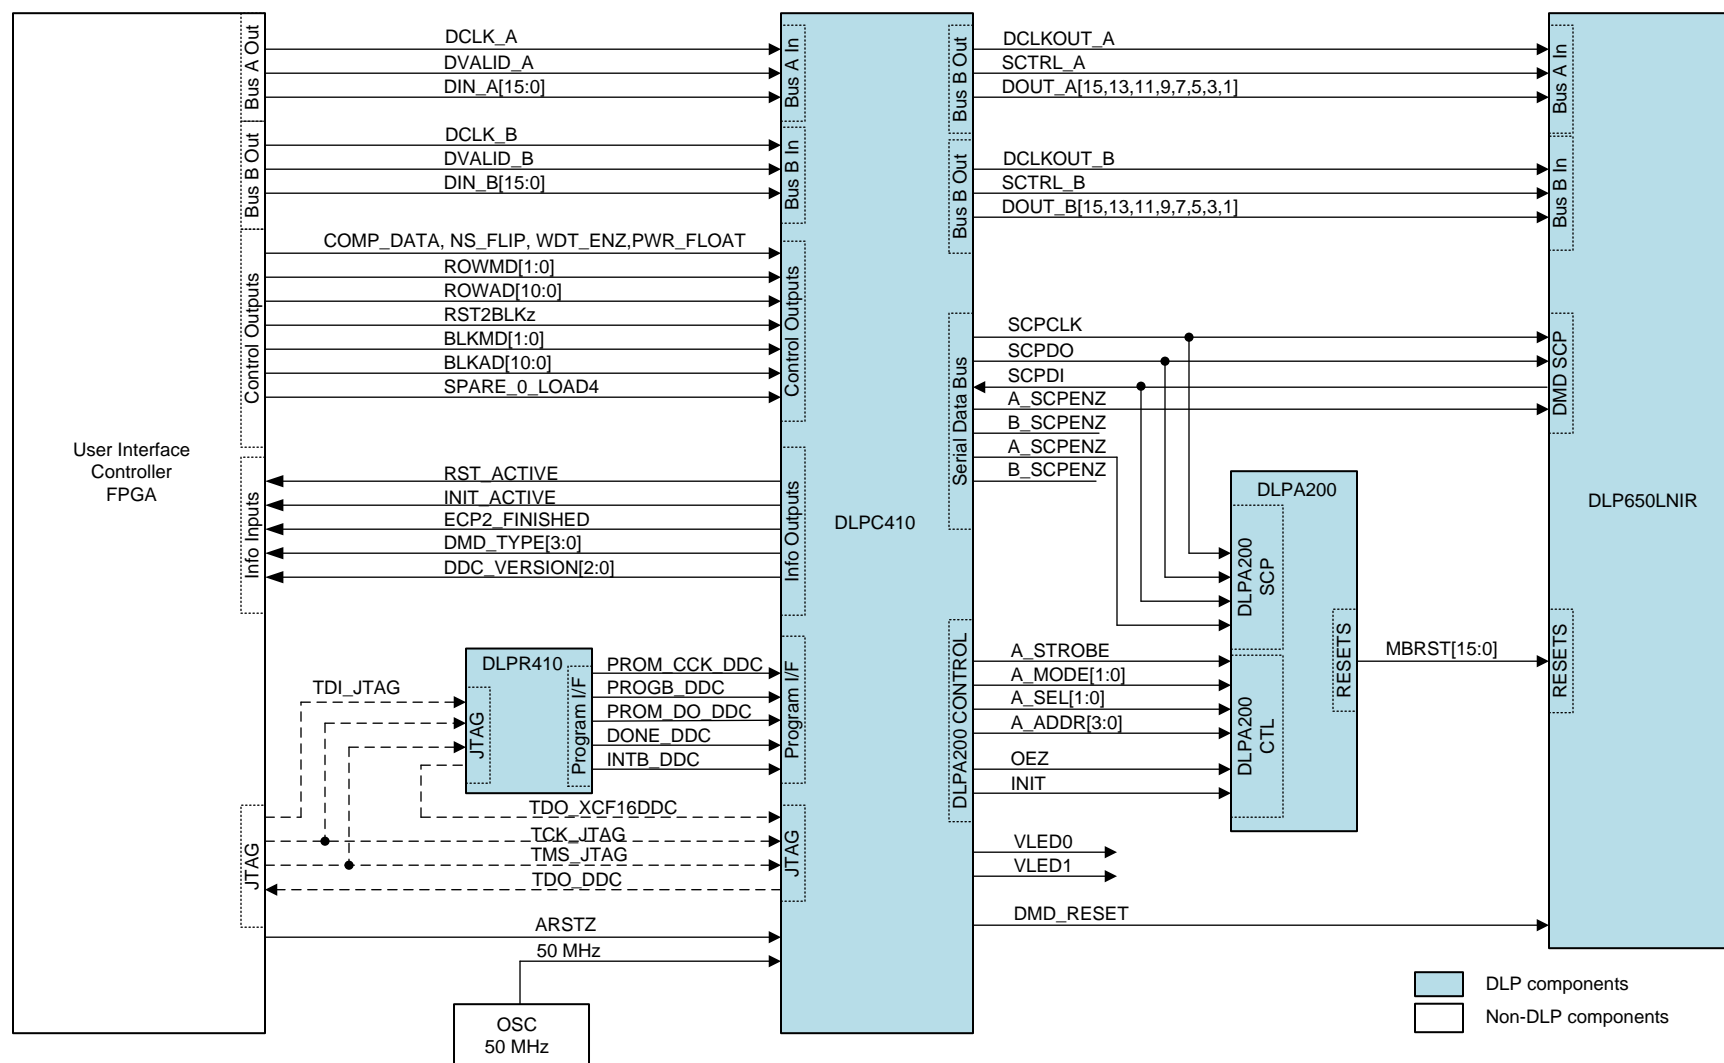 User Interface
Controller
FPGA
Bus A Out
Bus B Out
Control Outputs
Info Inputs
JTAG
DCLK_A
DVALID_A
DIN_A[15:0]
DCLK_B
DVALID_B
DIN_B[15:0]
COMP_DATA, NS_FLIP, WDT_ENZ,PWR_FLOAT
ROWMD[1:0]
ROWAD[10:0]
RST2BLKz
BLKMD[1:0]
BLKAD[10:0]
SPARE_0_LOAD4
RST_ACTIVE
INIT_ACTIVE
ECP2_FINISHED
DMD_TYPE[3:0]
DDC_VERSION[2:0]
DLPR410
JTAG
Program I/F
TDI_JTAG
PROM_CCK_DDC
PROGB_DDC
PROM_DO_DDC
DONE_DDC
INTB_DDC
TDO_XCF16DDC
TCK_JTAG
TMS_JTAG
TDO_DDC
ARSTZ
50 MHz
OSC
50 MHz
Bus A In
Bus B In
Control Outputs
Info Outputs
Program I/F
JTAG
DLPC410
Bus B Out
Bus B Out
Serial Data Bus
DLPA200 CONTROL
DCLKOUT_A
SCTRL_A
DOUT_A[15,13,11,9,7,5,3,1]
DCLKOUT_B
SCTRL_B
DOUT_B[15,13,11,9,7,5,3,1]
SCPCLK
SCPDO
SCPDI
A_SCPENZ
B_SCPENZ
A_SCPENZ
B_SCPENZ
A_STROBE
A_MODE[1:0]
A_SEL[1:0]
A_ADDR[3:0]
OEZ
INIT
VLED0
VLED1
DMD_RESET
DLPA200
DLPA200
SCP
DLPA200
CTL
RESETS
MBRST[15:0]
Bus A In
Bus B In
DMD SCP
RESETS
DLP650LNIR
DLP components
Non-DLP components